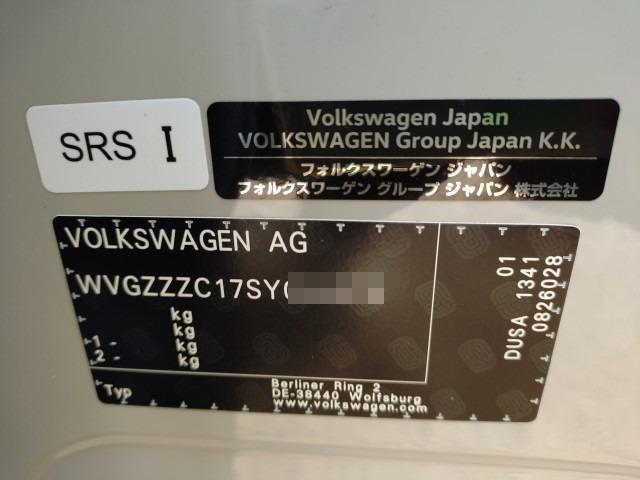 SRS I
Volkswagen Japan
VOLKSWAGEN Group Japan K.K.
フォルクスワーゲン ジャパン
フォルクスワーゲン グループ ジャパン 株式会社
VOLKSWAGEN AG
WVGZZZC17SY
kg
kg
1 - kg
2 - kg
Typ
Berliner Ring 2
DE-38440 Wolfsburg
www.volkswagen.com
01
DUSA 1341
0826028